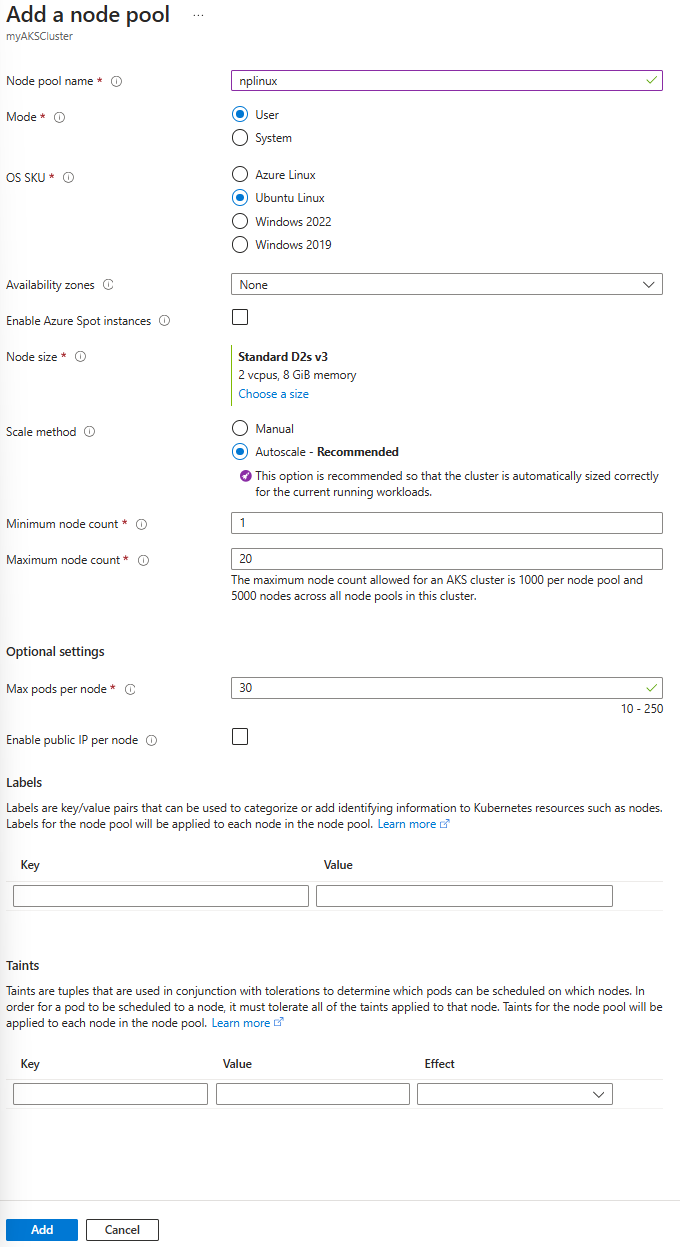 Add a node pool ...
myAKSCluster
Node pool name * nplinux
Mode * User
System
OS SKU * Azure Linux
Ubuntu Linux
Windows 2022
Windows 2019
Availability zones None
Enable Azure Spot instances
Node size * Standard D2s v3
2 vcpus, 8 GiB memory
Choose a size
Scale method Manual
Autoscale - Recommended
This option is recommended so that the cluster is automatically sized correctly
for the current running workloads.
Minimum node count * 1
Maximum node count * 20
The maximum node count allowed for an AKS cluster is 1000 per node pool and
5000 nodes across all node pools in this cluster.
Optional settings
Max pods per node * 30
10 - 250
Enable public IP per node
Labels
Labels are key/value pairs that can be used to categorize or add identifying information to Kubernetes resources such as nodes.
Labels for the node pool will be applied to each node in the node pool. Learn more
Key Value
Taints
Taints are tuples that are used in conjunction with tolerations to determine which pods can be scheduled on which nodes. In
order for a pod to be scheduled to a node, it must tolerate all of the taints applied to that node. Taints for the node pool will be
applied to each node in the node pool. Learn more
Key Value Effect
Add Cancel